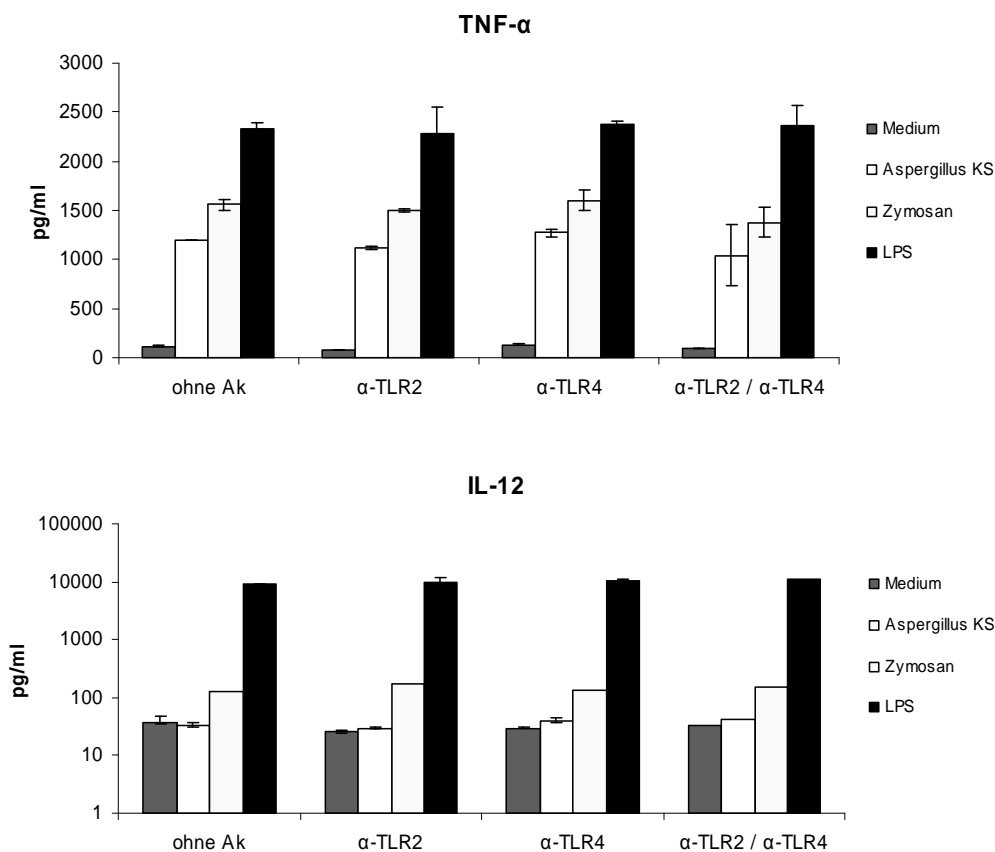 TNF-α
3000
2500
2000
1500
1000
500
0
pg/ml
ohne Ak
α-TLR2
α-TLR4
α-TLR2 / α-TLR4
Medium
Aspergillus KS
Zymosan
LPS
IL-12
100000
10000
1000
100
10
1
pg/ml
ohne Ak
α-TLR2
α-TLR4
α-TLR2 / α-TLR4
Medium
Aspergillus KS
Zymosan
LPS